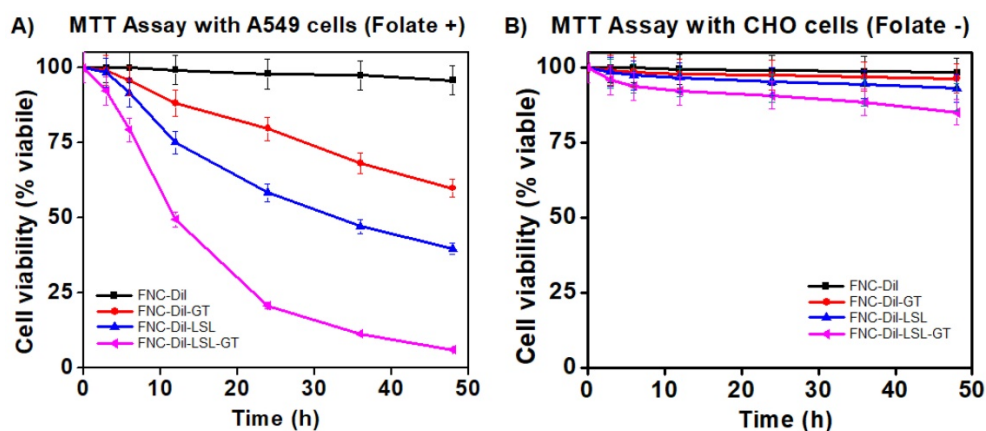 A) MTT Assay with A549 cells (Folate +)
Cell viability (% viabile)
100
75
50
25
0
FNC-DiI
FNC-DiI-GT
FNC-DiI-LSL
FNC-DiI-LSL-GT
0 10 20 30 40 50
Time (h)
B) MTT Assay with CHO cells (Folate -)
Cell viability (% viabile)
100
75
50
25
0
FNC-DiI
FNC-DiI-GT
FNC-DiI-LSL
FNC-DiI-LSL-GT
0 10 20 30 40 50
Time (h)